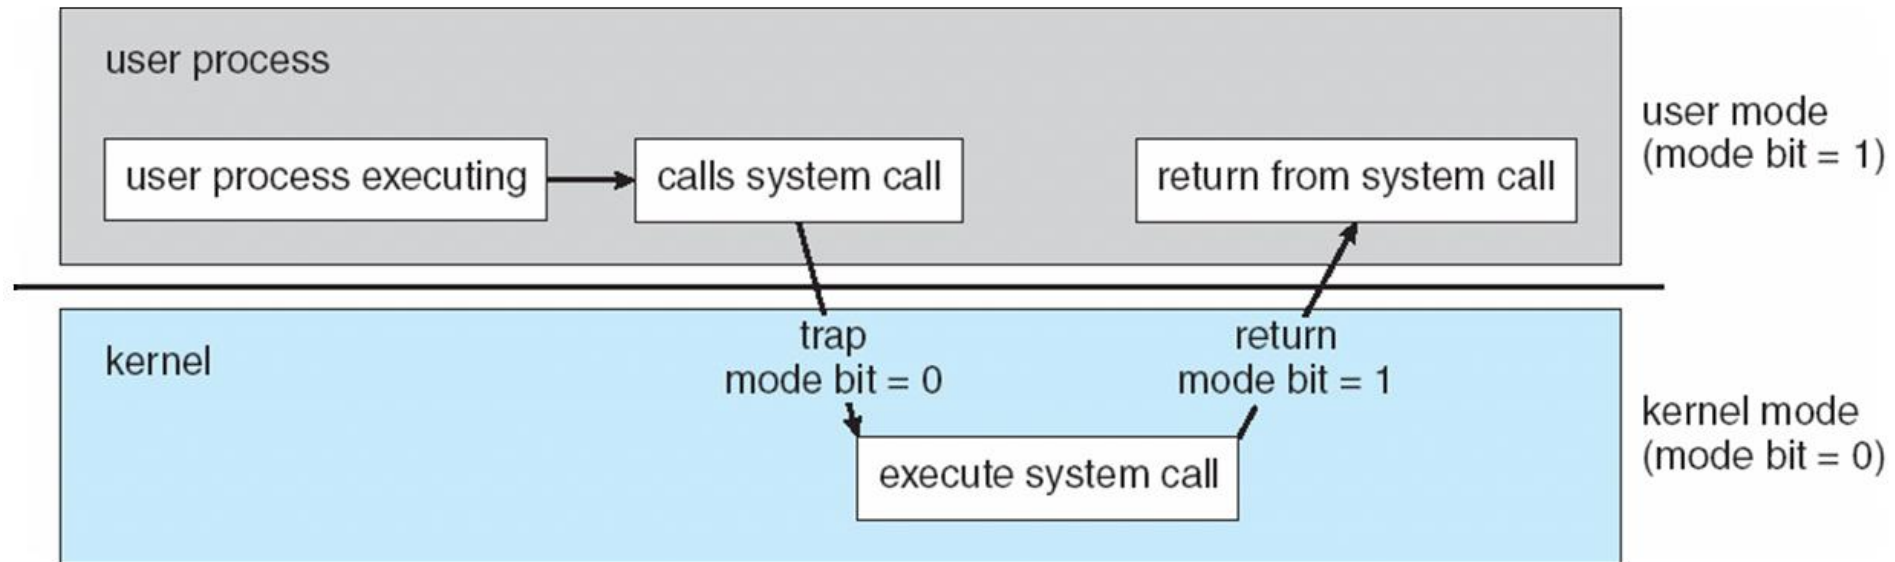 user process
user process executing
calls system call
return from system call
user mode
(mode bit = 1)
kernel
trap
mode bit = 0
return
mode bit = 1
execute system call
kernel mode
(mode bit = 0)